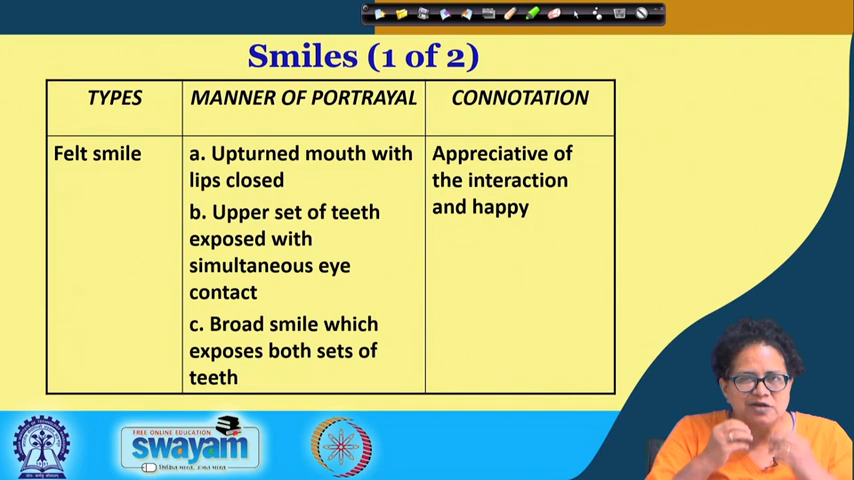 Smiles (1 of 2)
TYPES
MANNER OF PORTRAYAL
CONNOTATION
Felt smile
a. Upturned mouth with
lips closed
b. Upper set of teeth
exposed with
simultaneous eye
contact
c. Broad smile which
exposes both sets of
teeth
Appreciative of
the interaction
and happy
FREE ONLINE EDUCATION
swayam